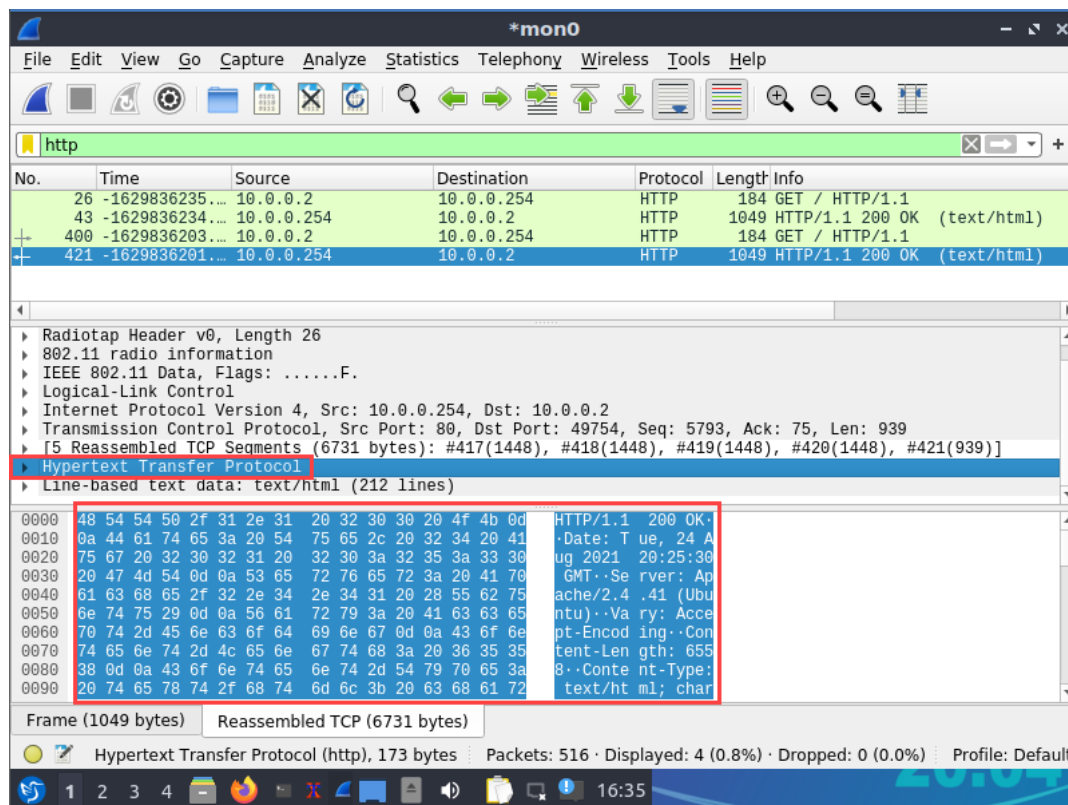 *mon0
File Edit View Go Capture Analyze Statistics Telephony Wireless Tools Help
http
+
No. Time Source Destination Protocol Length Info
26 -1629836235.… 10.0.0.2 10.0.0.254 HTTP 184 GET / HTTP/1.1
43 -1629836234.… 10.0.0.254 10.0.0.2 HTTP 1049 HTTP/1.1 200 OK (text/html)
400 -1629836203.… 10.0.0.2 10.0.0.254 HTTP 184 GET / HTTP/1.1
421 -1629836201.… 10.0.0.254 10.0.0.2 HTTP 1049 HTTP/1.1 200 OK (text/html)
Radiotap Header v0, Length 26
802.11 radio information
IEEE 802.11 Data, Flags: ......F.
Logical-Link Control
Internet Protocol Version 4, Src: 10.0.0.254, Dst: 10.0.0.2
Transmission Control Protocol, Src Port: 80, Dst Port: 49754, Seq: 5793, Ack: 75, Len: 939
[5 Reassembled TCP Segments (6731 bytes): #417(1448), #418(1448), #419(1448), #420(1448), #421(939)]
Hypertext Transfer Protocol
Line-based text data: text/html (212 lines)
0000 48 54 54 50 2f 31 2e 31 20 32 30 30 20 4f 4b 0d HTTP/1.1 200 OK·
0010 0a 44 61 74 65 3a 20 54 75 65 2c 20 32 34 20 41 ·Date: T ue, 24 A
0020 75 67 20 32 30 32 31 20 32 30 3a 32 35 3a 33 30 ug 2021 20:25:30
0030 20 47 4d 54 0d 0a 53 65 72 76 65 72 3a 20 41 70 GMT··Se rver: Ap
0040 61 63 68 65 2f 32 2e 34 2e 34 31 20 28 55 62 75 ache/2.4 .41 (Ubu
0050 6e 74 75 29 0d 0a 56 61 72 79 3a 20 41 63 63 65 ntu)··Va ry: Acce
0060 70 74 2d 45 6e 63 6f 64 69 6e 67 0d 0a 43 6f 6e pt-Encod ing··Con
0070 74 65 6e 74 2d 4c 65 6e 67 74 68 3a 20 36 35 35 tent-Len gth: 655
0080 38 0d 0a 43 6f 6e 74 65 6e 74 2d 54 79 70 65 3a 8··Conte nt-Type:
0090 20 74 65 78 74 2f 68 74 6d 6c 3b 20 63 68 61 72 text/ht ml; char
Frame (1049 bytes) Reassembled TCP (6731 bytes)
Hypertext Transfer Protocol (http), 173 bytes Packets: 516 · Displayed: 4 (0.8%) · Dropped: 0 (0.0%) Profile: Default
1 2 3 4 16:35
20.04